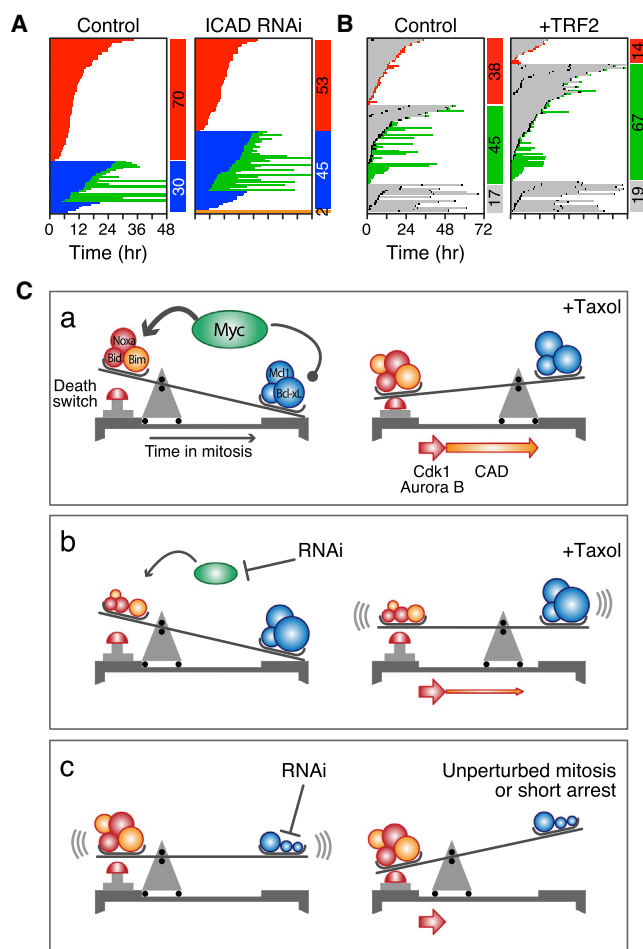 A
Control
ICAD RNAi
70
30
53
45
2
0 12 24 36 48
Time (hr)
B
Control
+TRF2
38
45
17
14
67
19
0 24 48 72
Time (hr)
C
a
Noxa
Bid
Bim
Myc
Mcl1
Bcl-xL
Death
switch
Time in mitosis
+Taxol
Cdk1
Aurora B
CAD
b
RNAi
+Taxol
c
RNAi
Unperturbed mitosis
or short arrest